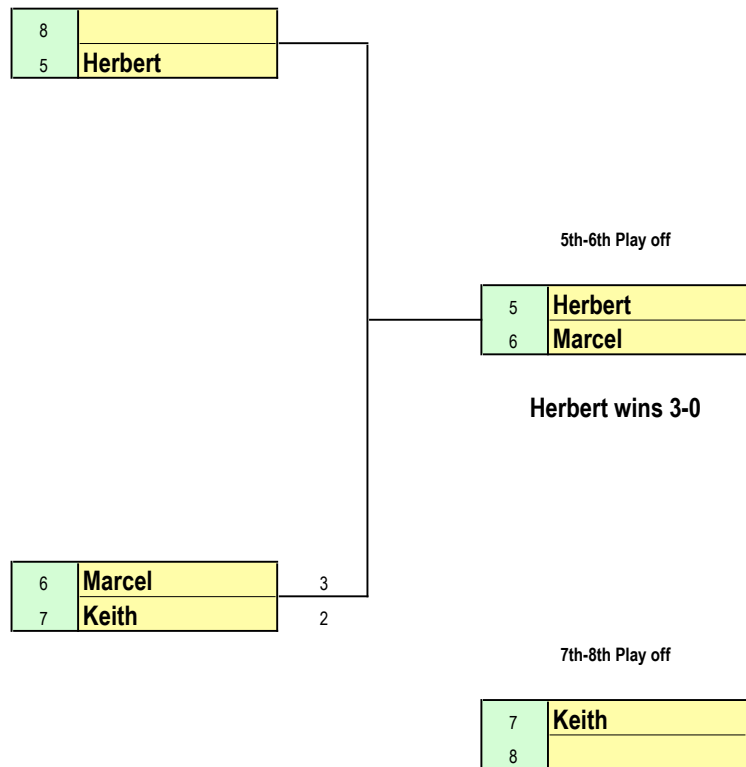 8
5 Herbert
5th-6th Play off
5 Herbert
6 Marcel
Herbert wins 3-0
6 Marcel 3
7 Keith 2
7th-8th Play off
7 Keith
8